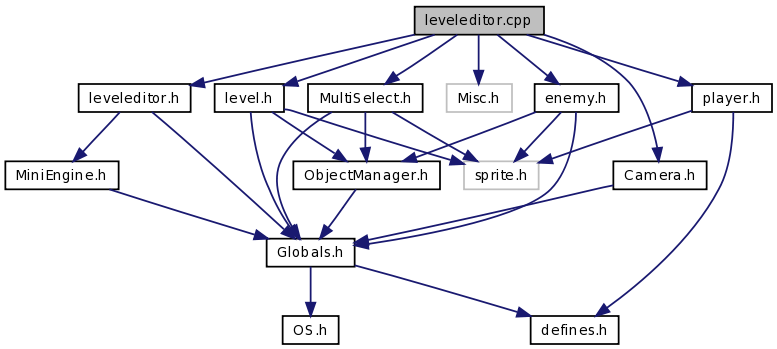 leveleditor.cpp
leveleditor.h
level.h
MultiSelect.h
Misc.h
enemy.h
player.h
MiniEngine.h
ObjectManager.h
sprite.h
Camera.h
Globals.h
OS.h
defines.h